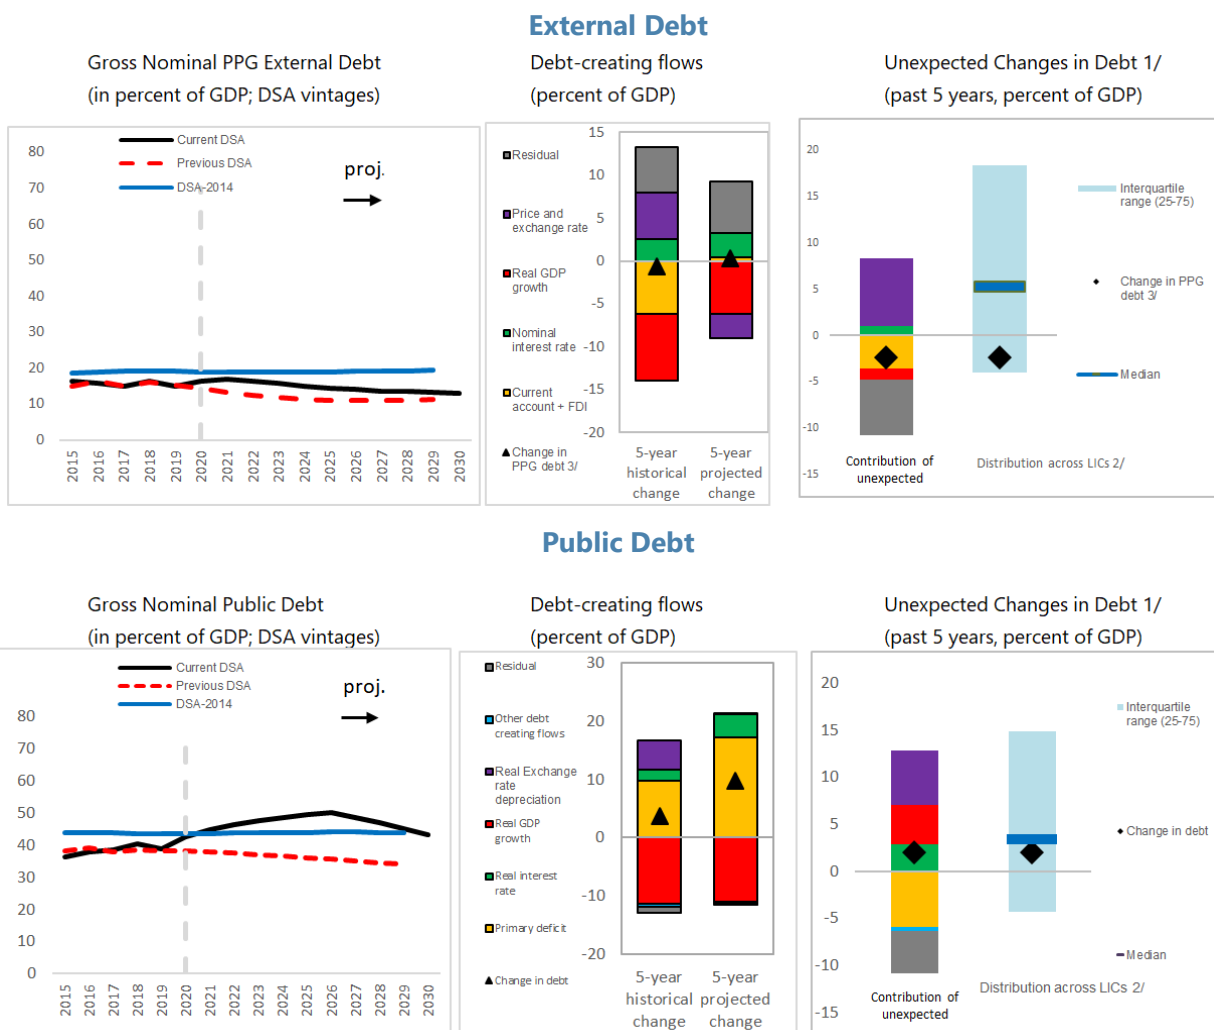 External Debt
Gross Nominal PPG External Debt
(in percent of GDP; DSA vintages)
Current DSA
Previous DSA
DSA-2014
proj.
80
70
60
50
40
30
20
10
0
2015
2016
2017
2018
2019
2020
2021
2022
2023
2024
2025
2026
2027
2028
2029
2030
Debt-creating flows
(percent of GDP)
Residual
Price and
exchange rate
Real GDP
growth
Nominal
interest rate
Current
account + FDI
Change in
PPG debt 3/
15
10
5
0
-5
-10
-15
-20
5-year
historical
change
5-year
projected
change
Unexpected Changes in Debt 1/
(past 5 years, percent of GDP)
20
15
10
5
0
-5
-10
-15
Interquartile
range (25-75)
Change in PPG
debt 3/
Median
Contribution of
unexpected
Distribution across LICs 2/
Public Debt
Gross Nominal Public Debt
(in percent of GDP; DSA vintages)
Current DSA
Previous DSA
DSA-2014
proj.
80
70
60
50
40
30
20
10
0
2015
2016
2017
2018
2019
2020
2021
2022
2023
2024
2025
2026
2027
2028
2029
2030
Debt-creating flows
(percent of GDP)
Residual
Other debt
creating flows
Real Exchange
rate
depreciation
Real GDP
growth
Real interest
rate
Primary deficit
Change in debt
30
20
10
0
-10
-20
5-year
historical
change
5-year
projected
change
Unexpected Changes in Debt 1/
(past 5 years, percent of GDP)
20
15
10
5
0
-5
-10
-15
Interquartile
range (25-75)
Change in debt
Median
Contribution of
unexpected
Distribution across LICs 2/